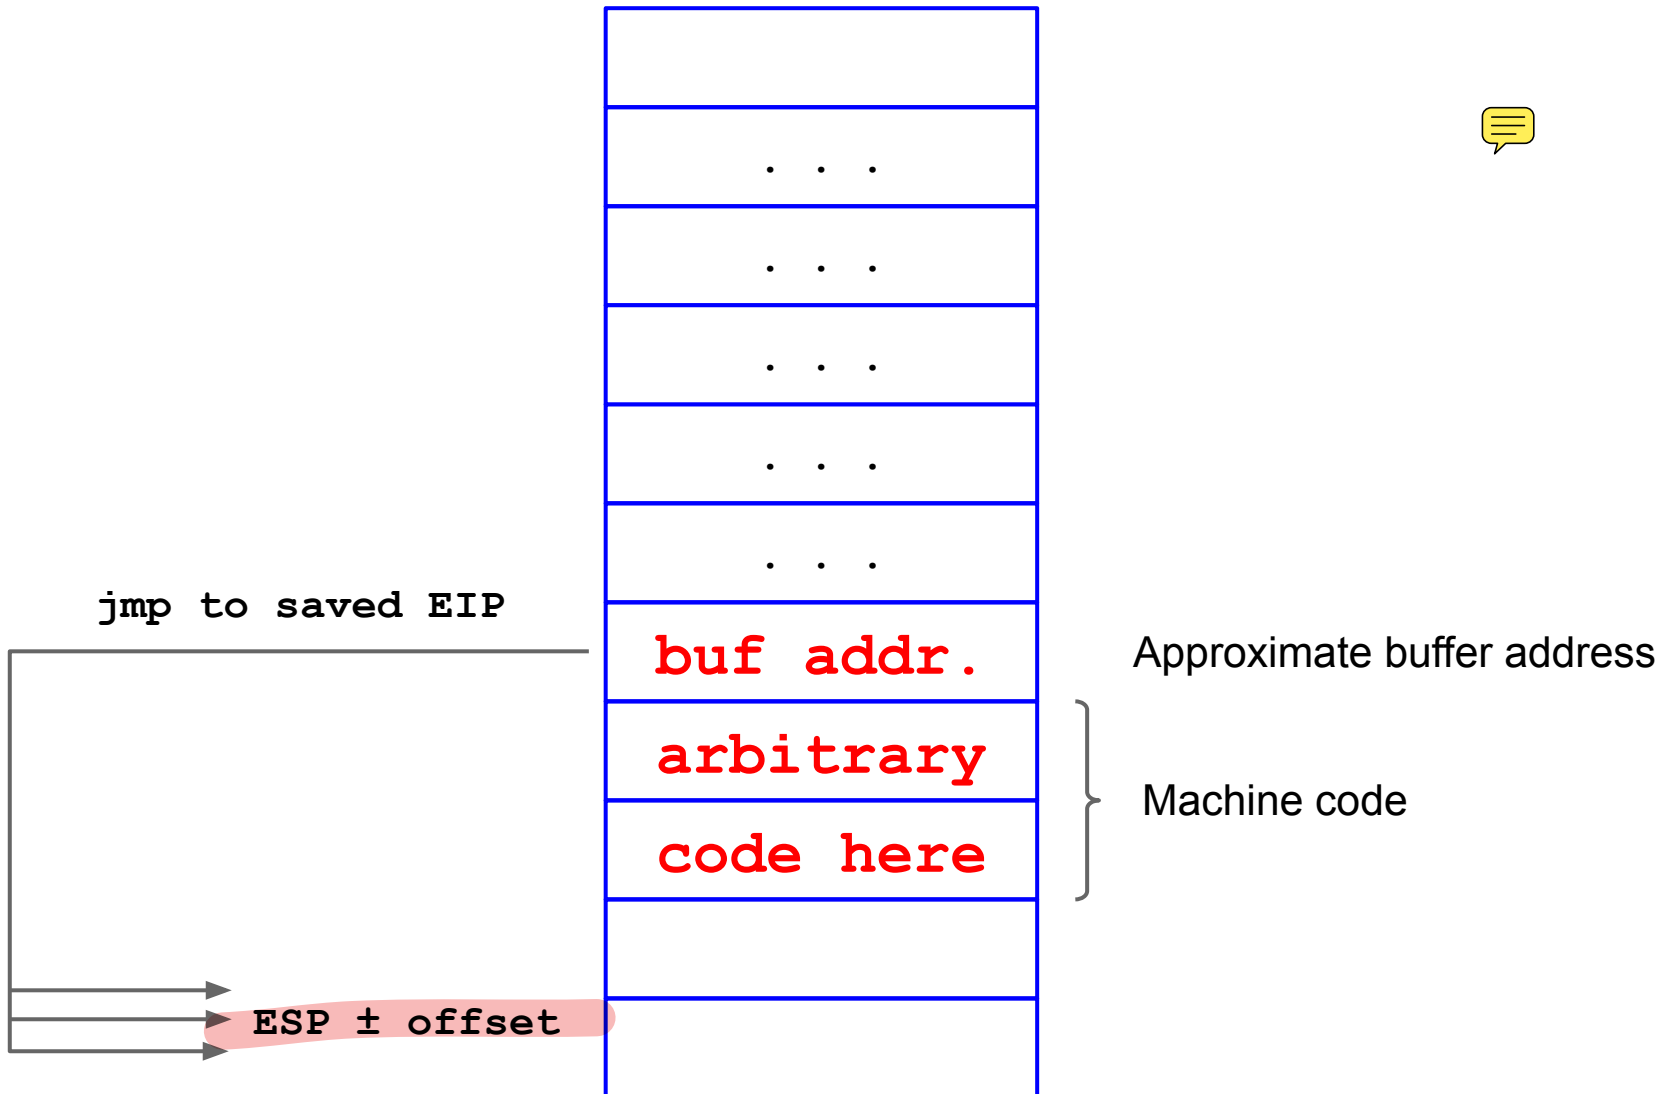 . . .
. . .
. . .
. . .
. . .
jmp to saved EIP
buf addr.
Approximate buffer address
arbitrary
Machine code
code here
ESP ± offset